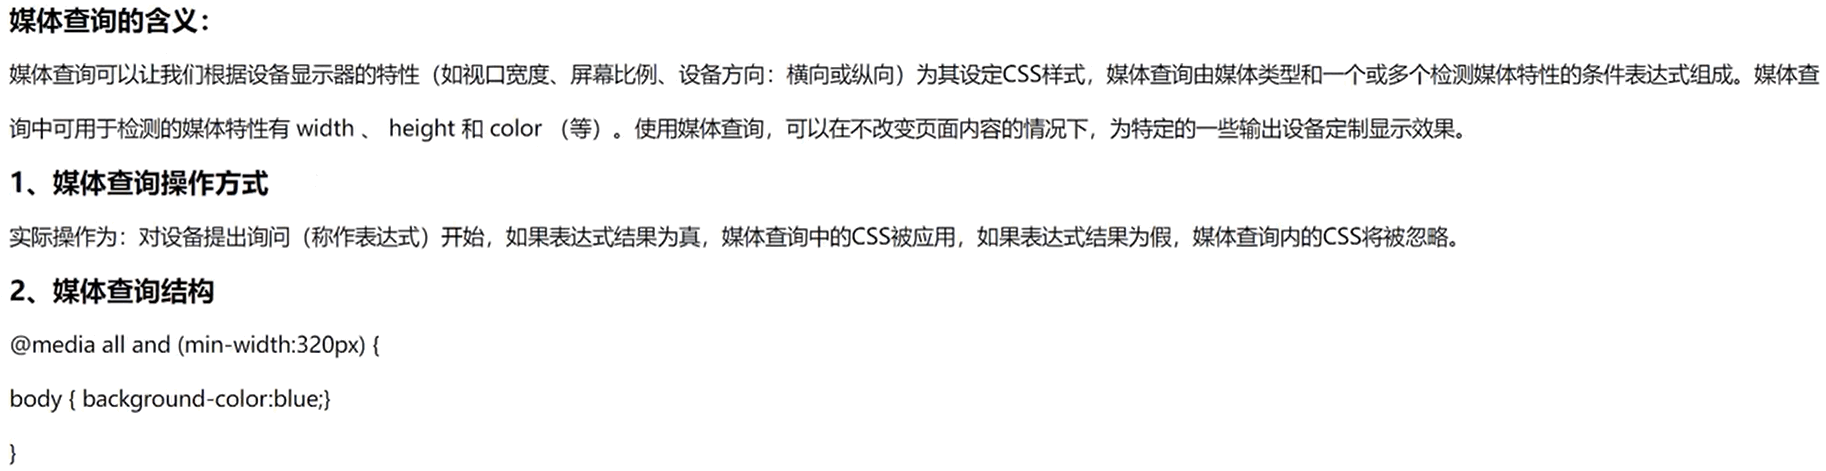 媒体查询的含义：
媒体查询可以让我们根据设备显示器的特性（如视口宽度、屏幕比例、设备方向：横向或纵向）为其设定CSS样式，媒体查询由媒体类型和一个或多个检测媒体特性的条件表达式组成。媒体查
询中可用于检测的媒体特性有 width 、 height 和 color （等）。使用媒体查询，可以在不改变页面内容的情况下，为特定的一些输出设备定制显示效果。
1、媒体查询操作方式
实际操作为：对设备提出询问（称作表达式）开始，如果表达式结果为真，媒体查询中的CSS被应用，如果表达式结果为假，媒体查询内的CSS将被忽略。
2、媒体查询结构
@media all and (min-width:320px) {
body { background-color:blue;}
}